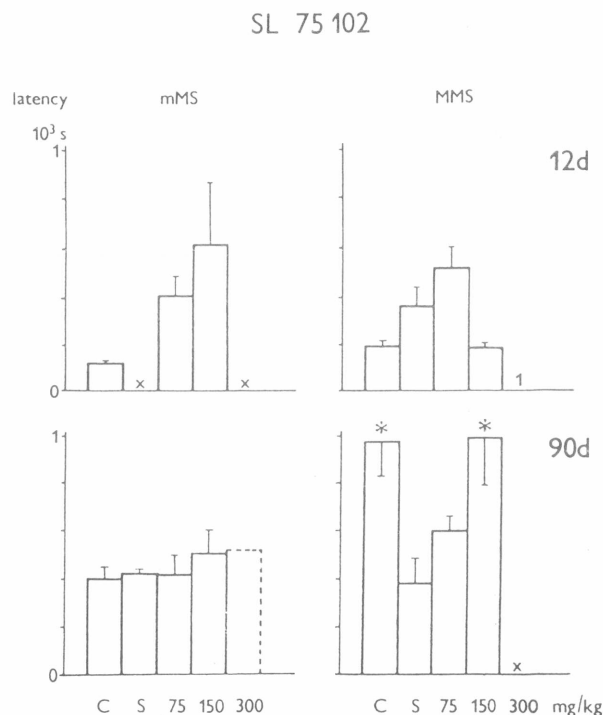 SL 75 102
latency mMS MMS
10³ s
1
12d
x x 1
0
1
* *
90d
x
0
C S 75 150 300 C S 75 150 300 mg/kg